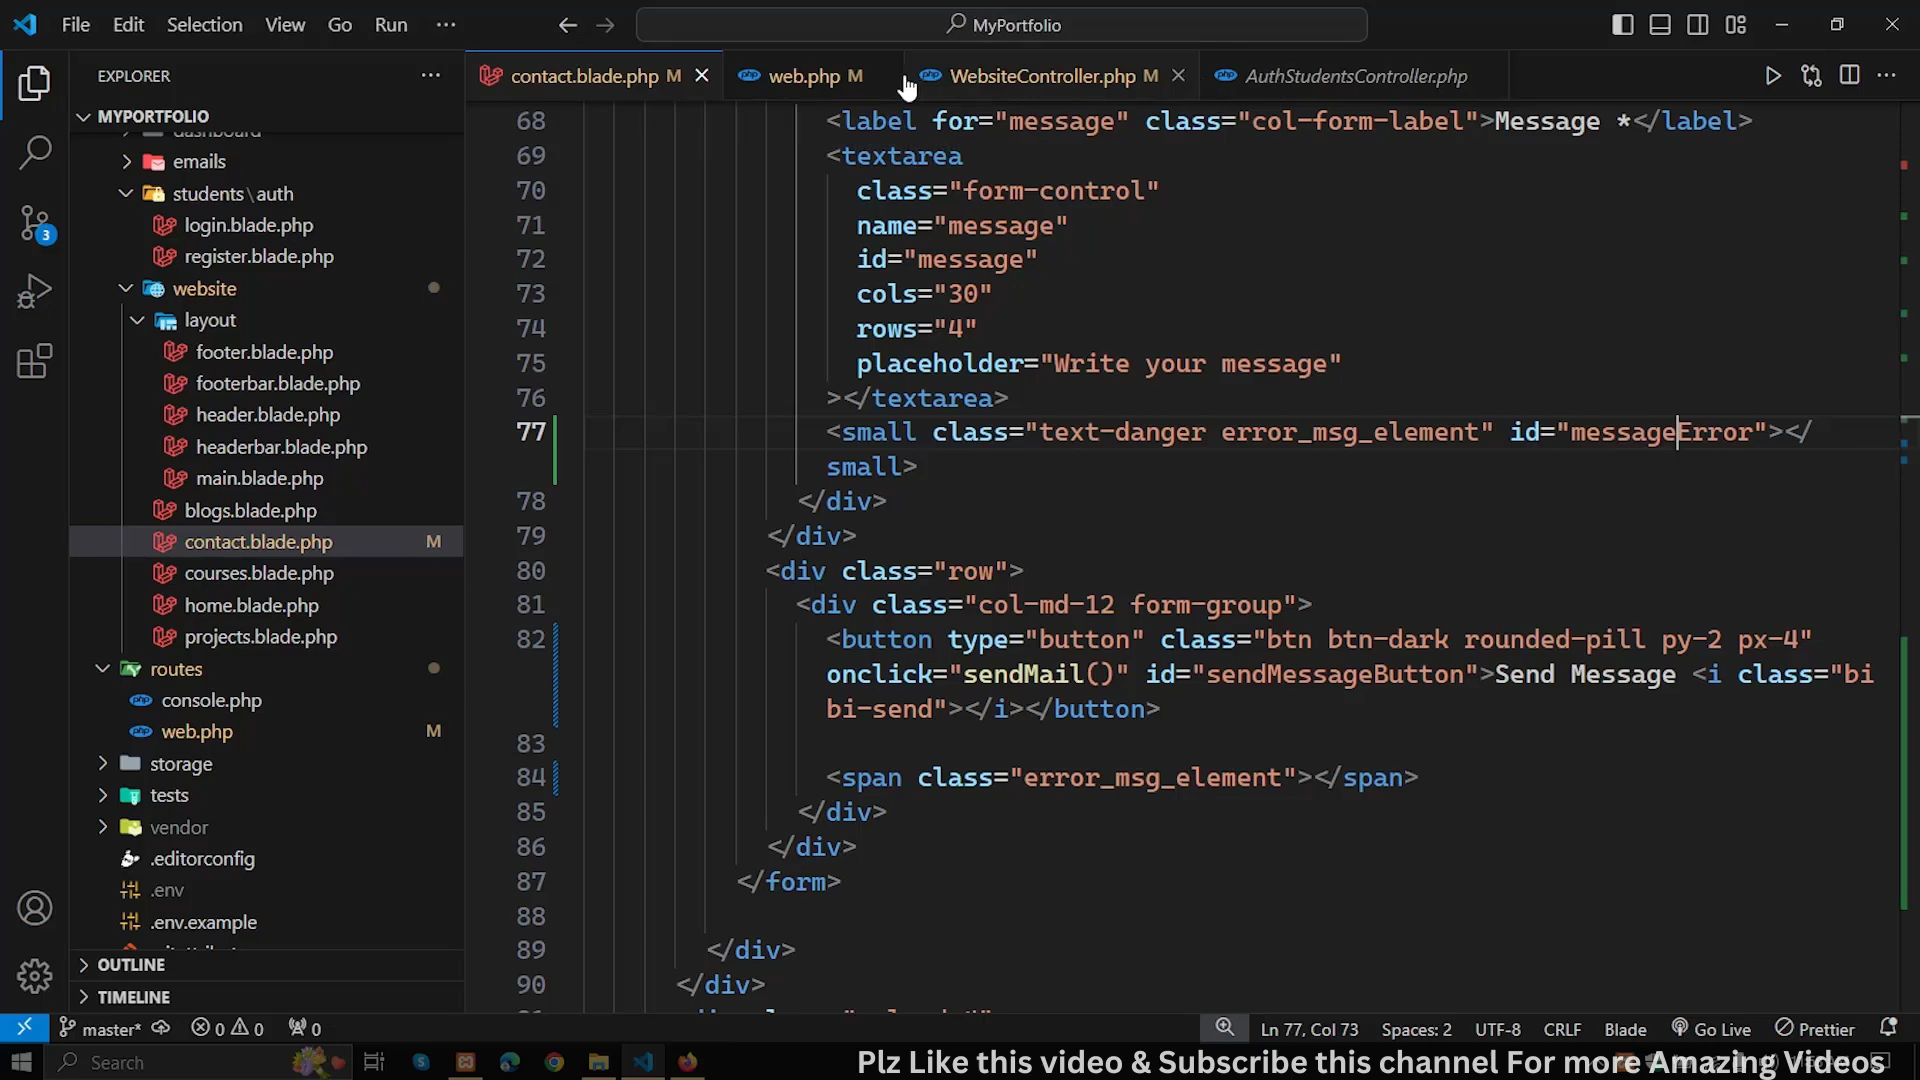 File Edit Selection View Go Run ···
MyPortfolio
EXPLORER ···
MYPORTFOLIO
dashboard
emails
students\auth
login.blade.php
register.blade.php
website
layout
footer.blade.php
footerbar.blade.php
header.blade.php
headerbar.blade.php
main.blade.php
blogs.blade.php
contact.blade.php M
courses.blade.php
home.blade.php
projects.blade.php
routes
console.php
web.php M
storage
tests
vendor
.editorconfig
.env
.env.example
OUTLINE
TIMELINE
3
contact.blade.php M
web.php M
WebsiteController.php M
AuthStudentsController.php
68 <label for="message" class="col-form-label">Message *</label>
69 <textarea
70 class="form-control"
71 name="message"
72 id="message"
73 cols="30"
74 rows="4"
75 placeholder="Write your message"
76 ></textarea>
77 <small class="text-danger error_msg_element" id="messageError"></
small>
78 </div>
79 </div>
80 <div class="row">
81 <div class="col-md-12 form-group">
82 <button type="button" class="btn btn-dark rounded-pill py-2 px-4"
onclick="sendMail()" id="sendMessageButton">Send Message <i class="bi
bi-send"></i></button>
83
84 <span class="error_msg_element"></span>
85 </div>
86 </div>
87 </form>
88
89 </div>
90 </div>
master* 0 0 0
Ln 77, Col 73 Spaces: 2 UTF-8 CRLF Blade Go Live Prettier
Search
Plz Like this video & Subscribe this channel For more Amazing Videos